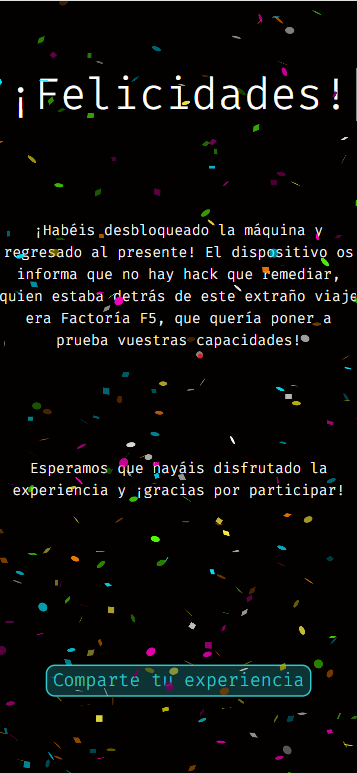 ¡Felicidades!
¡Habéis desbloqueado la máquina y
regresado al presente! El dispositivo os
informa que no hay hack que remediar,
quien estaba detrás de este extraño viaje
era Factoría F5, que quería poner a
prueba vuestras capacidades!
Esperamos que hayáis disfrutado la
experiencia y ¡gracias por participar!
Comparte tu experiencia